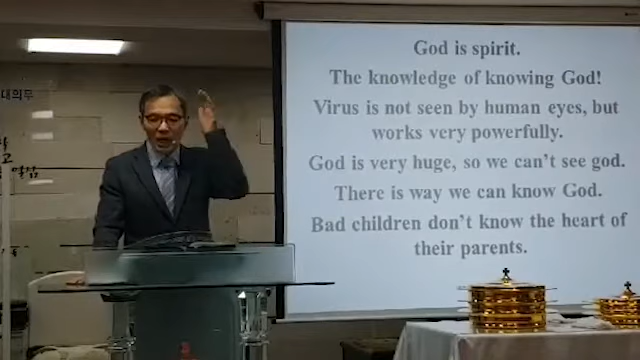 God is spirit.
The knowledge of knowing God!
Virus is not seen by human eyes, but
works very powerfully.
God is very huge, so we can't see god.
There is way we can know God.
Bad children don't know the heart of
their parents.